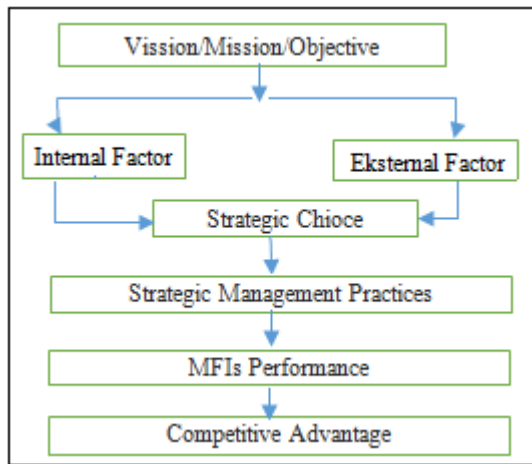 Vission/Mission/Objective
Internal Factor
Eksternal Factor
Strategic Chioce
Strategic Management Practices
MFIs Performance
Competitive Advantage